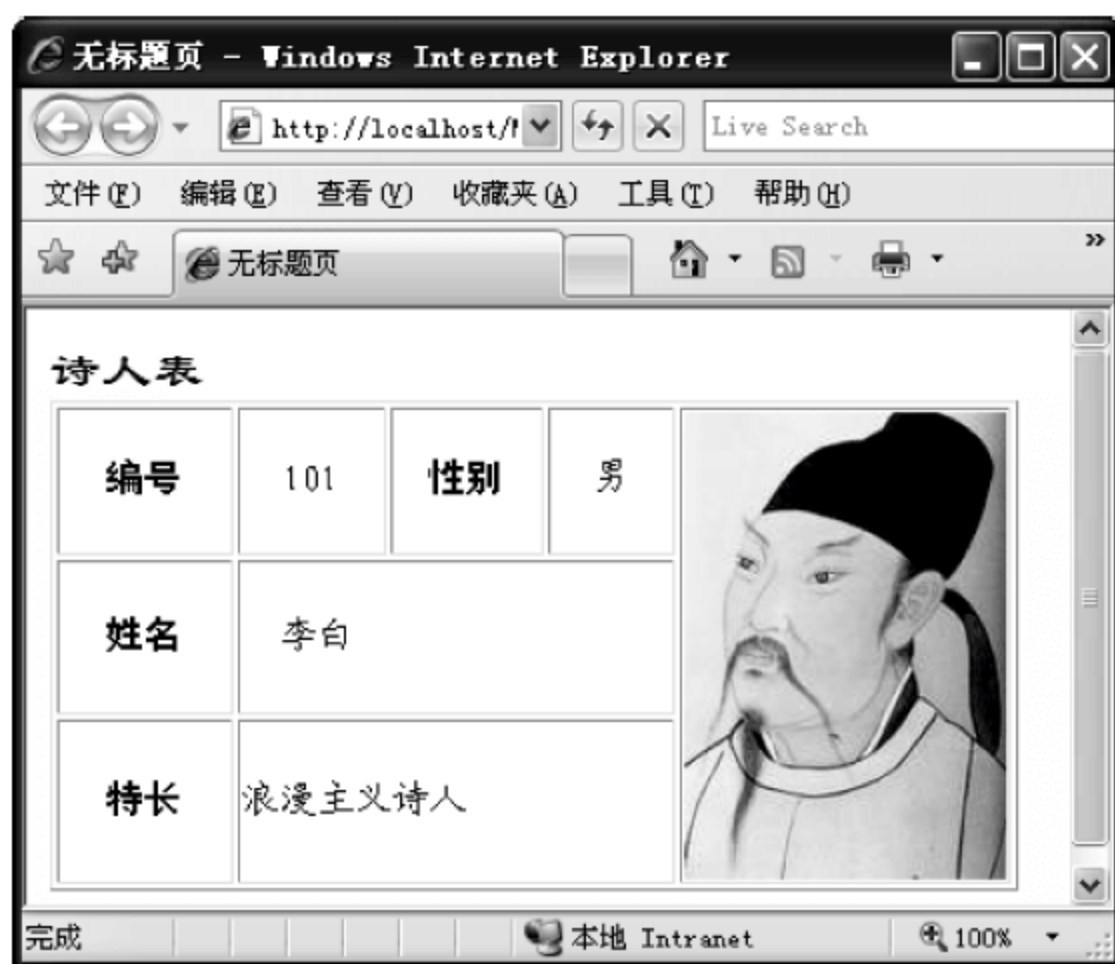 无标题页 - Windows Internet Explorer
http://localhost/ Live Search
文件(F) 编辑(E) 查看(V) 收藏夹(A) 工具(T) 帮助(H)
无标题页 »
诗人表
编号 101 性别 男
姓名 李白
特长 浪漫主义诗人
完成 本地 Intranet 100%